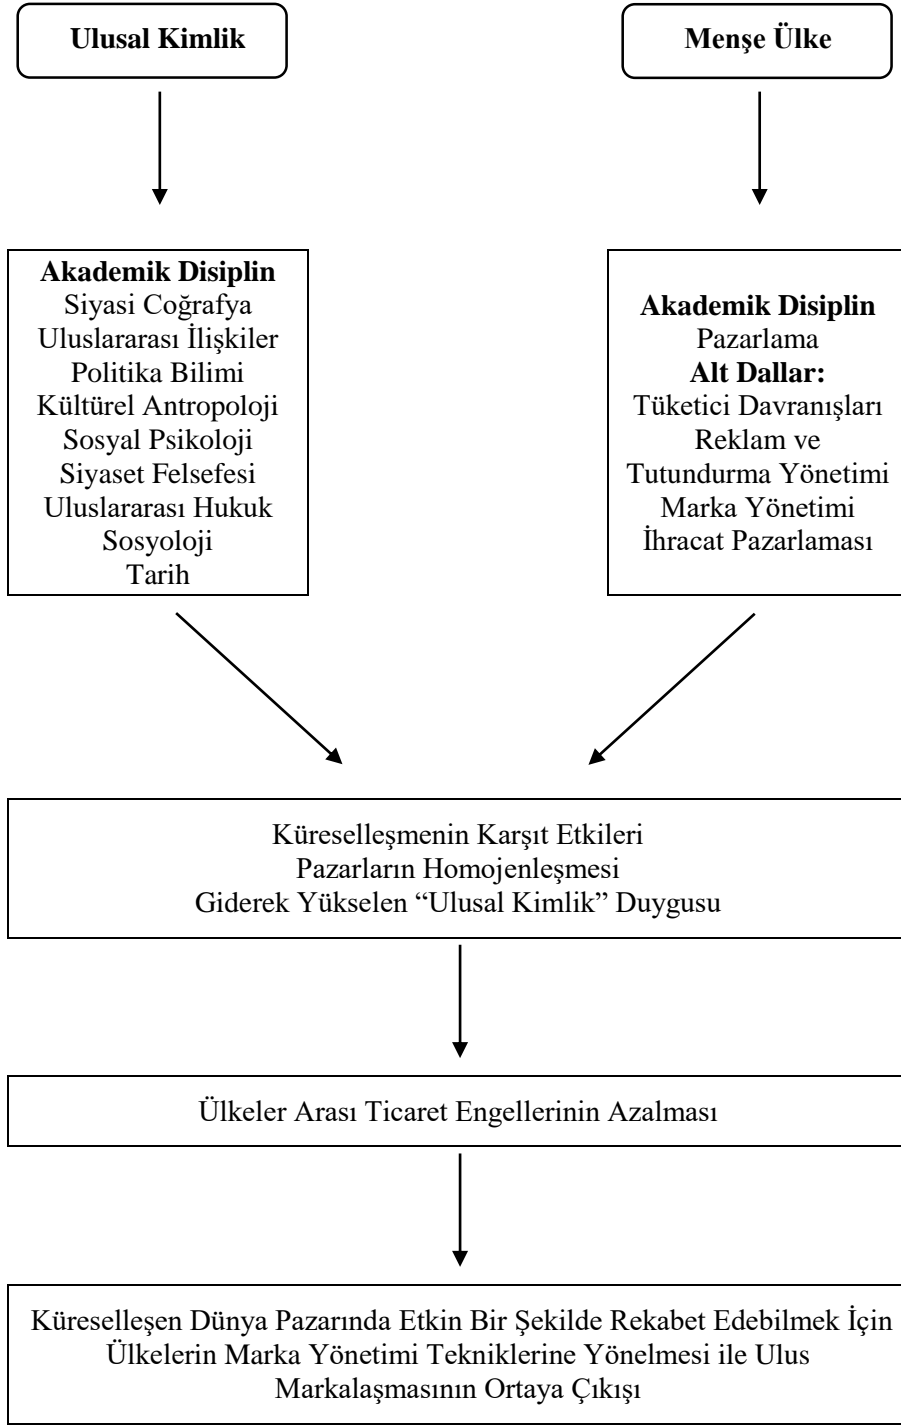 Ulusal Kimlik
Menşe Ülke
Akademik Disiplin
Siyasi Coğrafya
Uluslararası İlişkiler
Politika Bilimi
Kültürel Antropoloji
Sosyal Psikoloji
Siyaset Felsefesi
Uluslararası Hukuk
Sosyoloji
Tarih
Akademik Disiplin
Pazarlama
Alt Dallar:
Tüketici Davranışları
Reklam ve
Tutundurma Yönetimi
Marka Yönetimi
İhracat Pazarlaması
Küreselleşmenin Karşıt Etkileri
Pazarların Homojenleşmesi
Giderek Yükselen “Ulusal Kimlik” Duygusu
Ülkeler Arası Ticaret Engellerinin Azalması
Küreselleşen Dünya Pazarında Etkin Bir Şekilde Rekabet Edebilmek İçin
Ülkelerin Marka Yönetimi Tekniklerine Yönelmesi ile Ulus
Markalaşmasının Ortaya Çıkışı